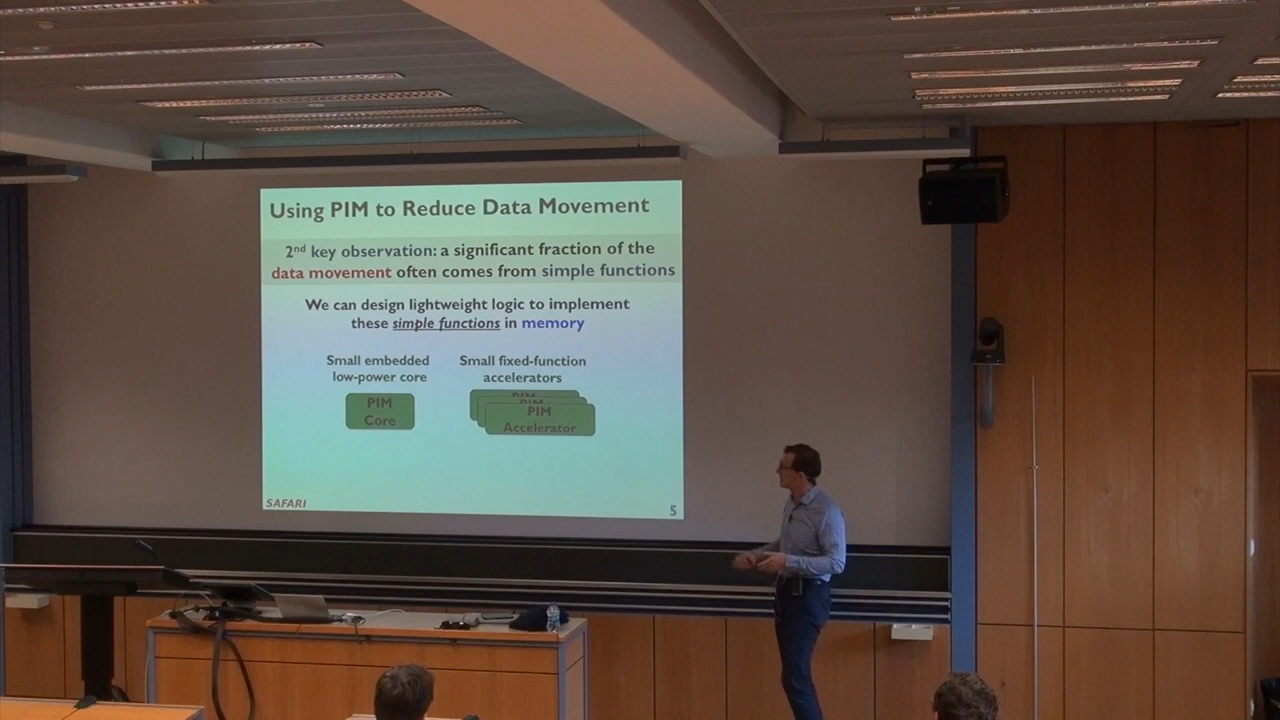 Using PIM to Reduce Data Movement
2nd key observation: a significant fraction of the
data movement often comes from simple functions
We can design lightweight logic to implement
these simple functions in memory
Small embedded
low-power core
Small fixed-function
accelerators
PIM
Core
PIM
PIM
PIM
Accelerator
SAFARI
5